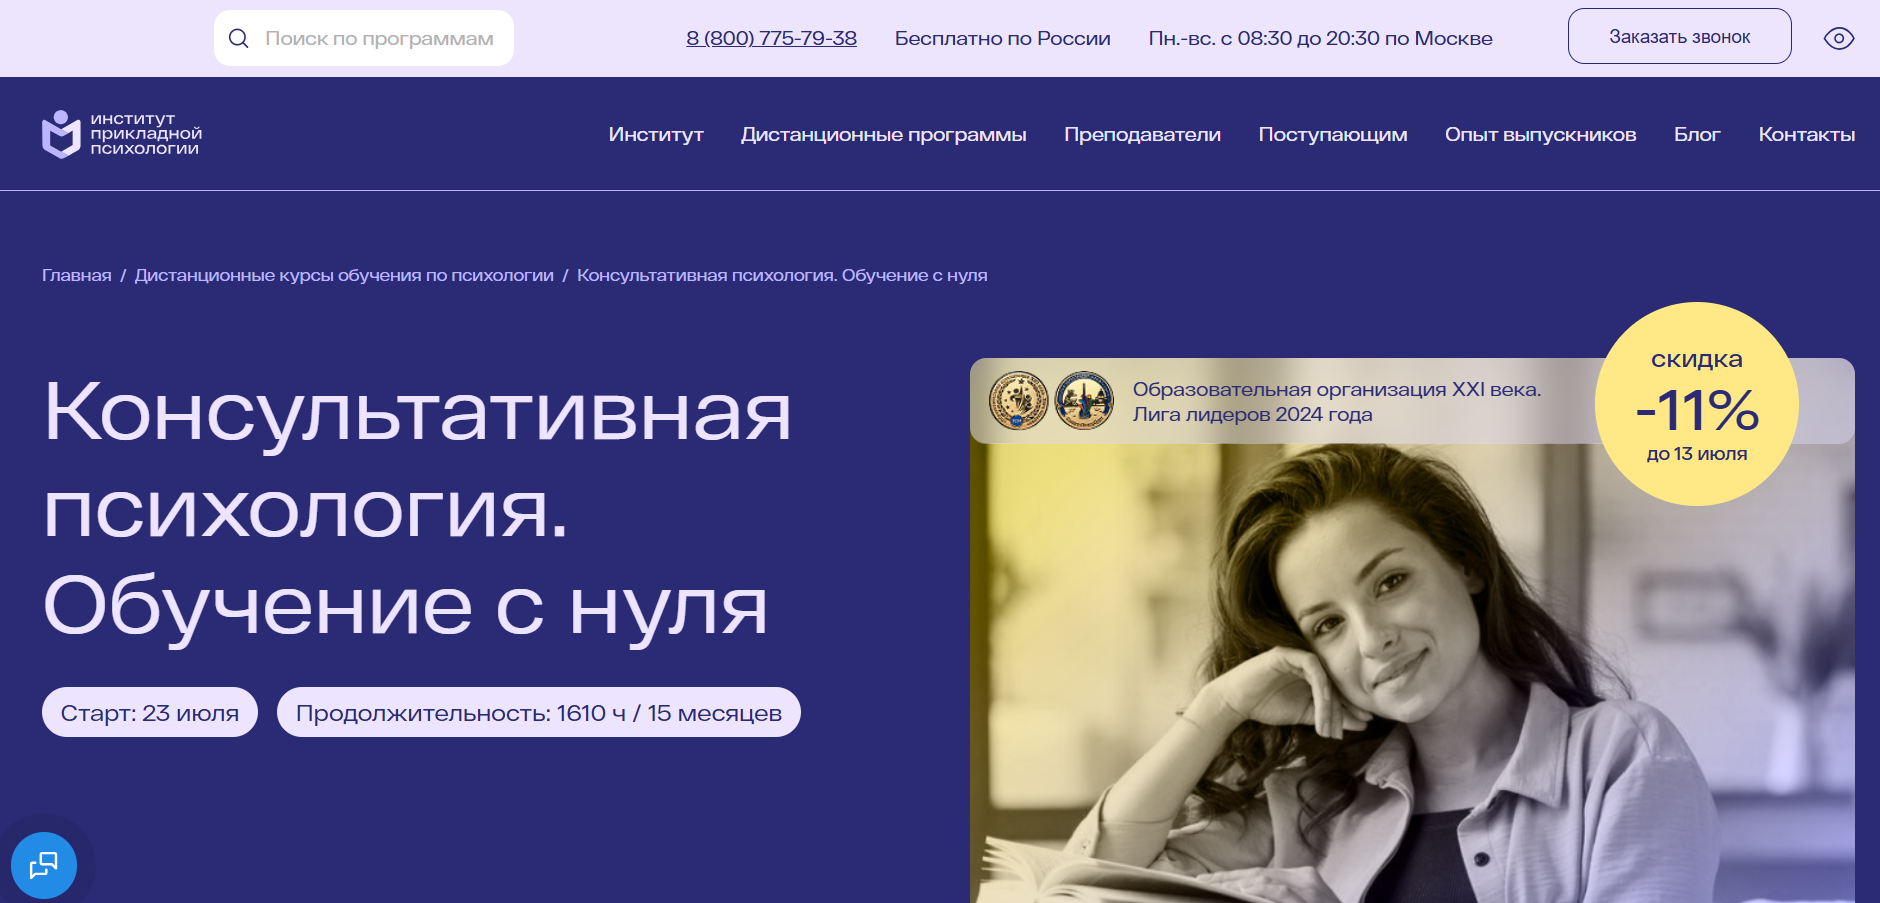 Поиск по программам
8 (800) 775-79-38
Бесплатно по России
Пн.-вс. с 08:30 до 20:30 по Москве
Заказать звонок
институт
прикладной
психологии
Институт
Дистанционные программы
Преподаватели
Поступающим
Опыт выпускников
Блог
Контакты
Главная / Дистанционные курсы обучения по психологии / Консультативная психология. Обучение с нуля
Консультативная
психология.
Обучение с нуля
Старт: 23 июля
Продолжительность: 1610 ч / 15 месяцев
Образовательная организация XXI века.
Лига лидеров 2024 года
скидка
-11%
до 13 июля